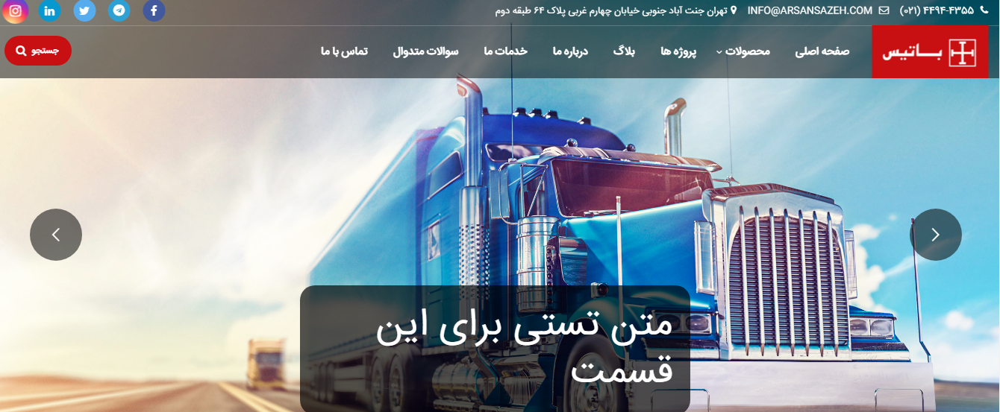 (۰۲۱) ۴۴۹۴-۴۳۵۵
INFO@ARSANSAZEH.COM
تهران جنت آباد جنوبی خیابان چهارم غربی پلاک ۶۴ طبقه دوم
باتیس
صفحه اصلی
محصولات
پروژه ها
بلاگ
درباره ما
خدمات ما
سوالات متدوال
تماس با ما
جستجو
متن تستی برای این
قسمت